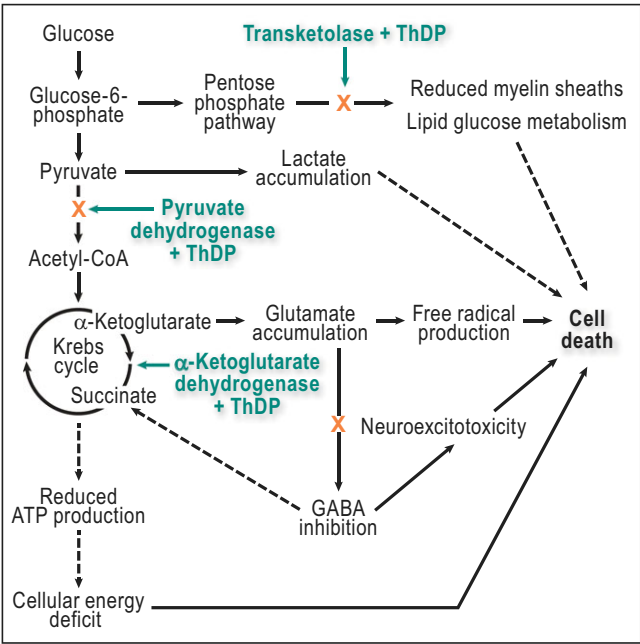 Glucose
Transketolase + ThDP
Glucose-6-
phosphate
Pentose
phosphate
pathway
X
Reduced myelin sheaths
Lipid glucose metabolism
Pyruvate
Lactate
accumulation
X
Pyruvate
dehydrogenase
+ ThDP
Acetyl-CoA
α-Ketoglutarate
Glutamate
accumulation
Free radical
production
Cell
death
Krebs
cycle
α-Ketoglutarate
dehydrogenase
+ ThDP
Succinate
X
Neuroexcitotoxicity
Reduced
ATP production
GABA
inhibition
Cellular energy
deficit